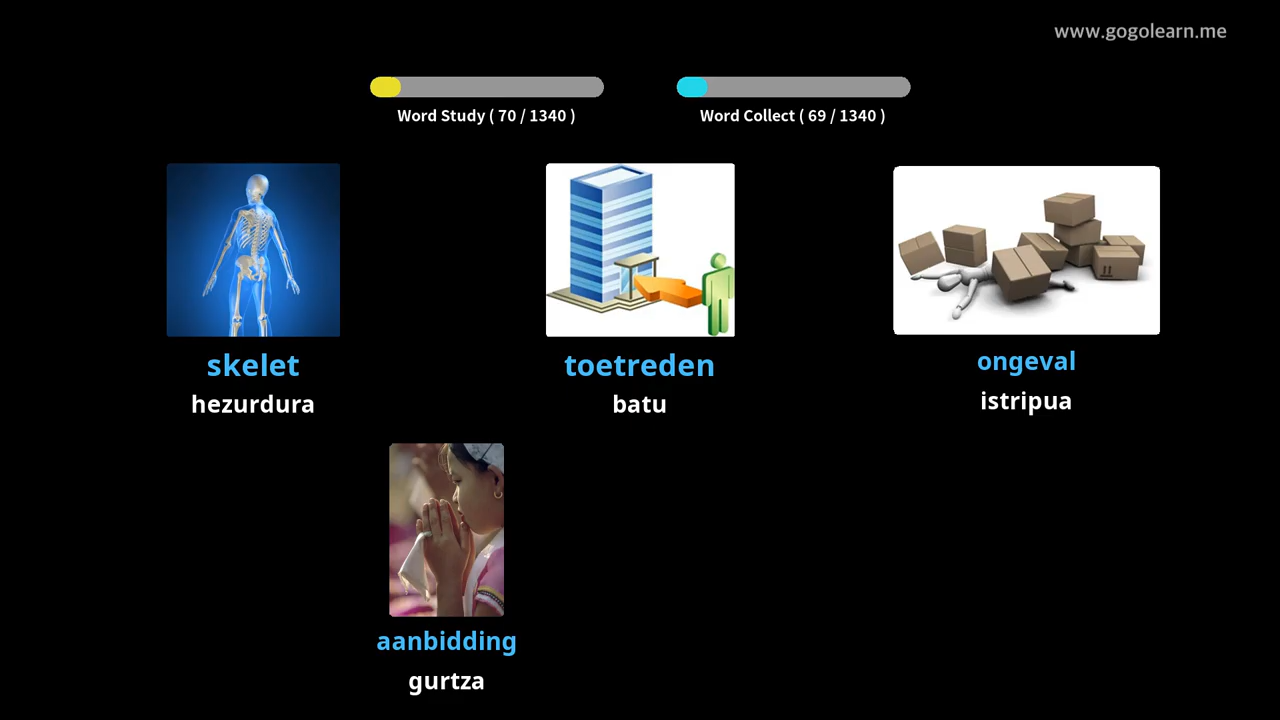 www.gogolearn.me
Word Study ( 70 / 1340 )
Word Collect ( 69 / 1340 )
skelet
hezurdura
toetreden
batu
ongeval
istripua
aanbidding
gurtza